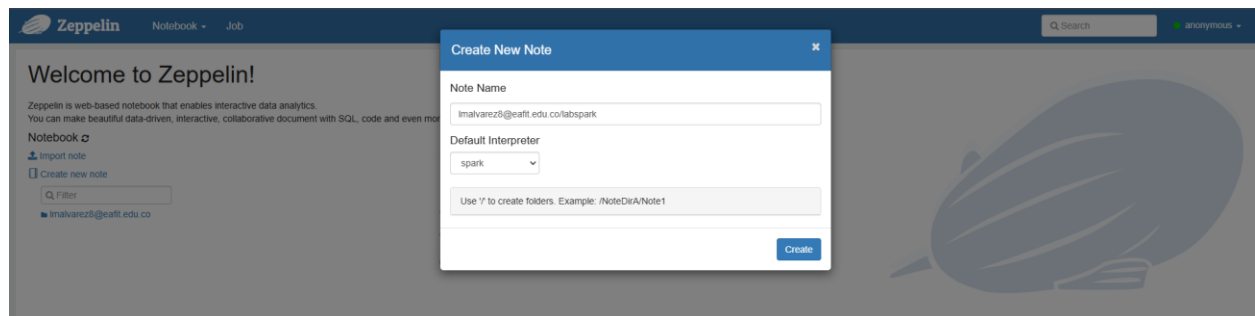 Zeppelin Notebook Job Search anonymous
Create New Note ×
Welcome to Zeppelin!
Zeppelin is web-based notebook that enables interactive data analytics.
You can make beautiful data-driven, interactive, collaborative document with SQL, code and even mor
Notebook
Import note
Create new note
Filter
lmalvarez8@eafit.edu.co
Note Name
lmalvarez8@eafit.edu.co/labspark
Default Interpreter
spark
Use '/' to create folders. Example: /NoteDirA/Note1
Create